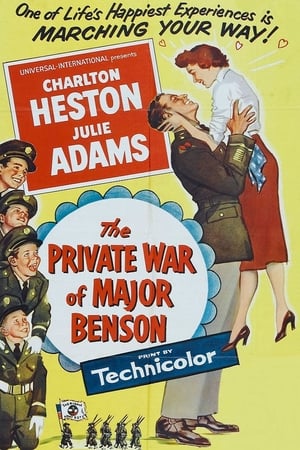 One of Life's Happiest Experiences is
MARCHING YOUR WAY!
UNIVERSAL-INTERNATIONAL presents
CHARLTON
HESTON
JULIE
ADAMS
The
PRIVATE WAR
of MAJOR
BENSON
PRINT BY
Technicolor